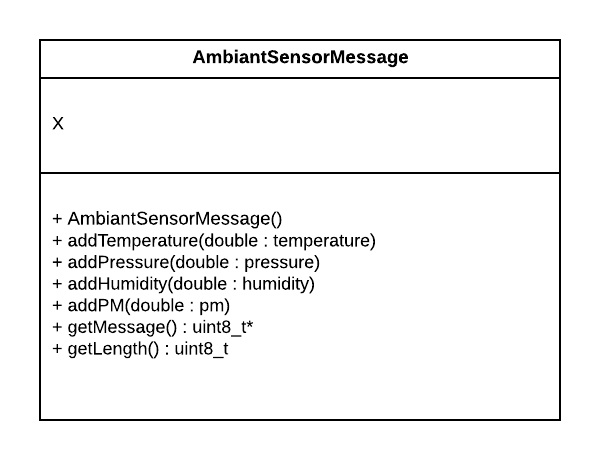 AmbiantSensorMessage
X
+ AmbiantSensorMessage()
+ addTemperature(double : temperature)
+ addPressure(double : pressure)
+ addHumidity(double : humidity)
+ addPM(double : pm)
+ getMessage() : uint8_t*
+ getLength() : uint8_t